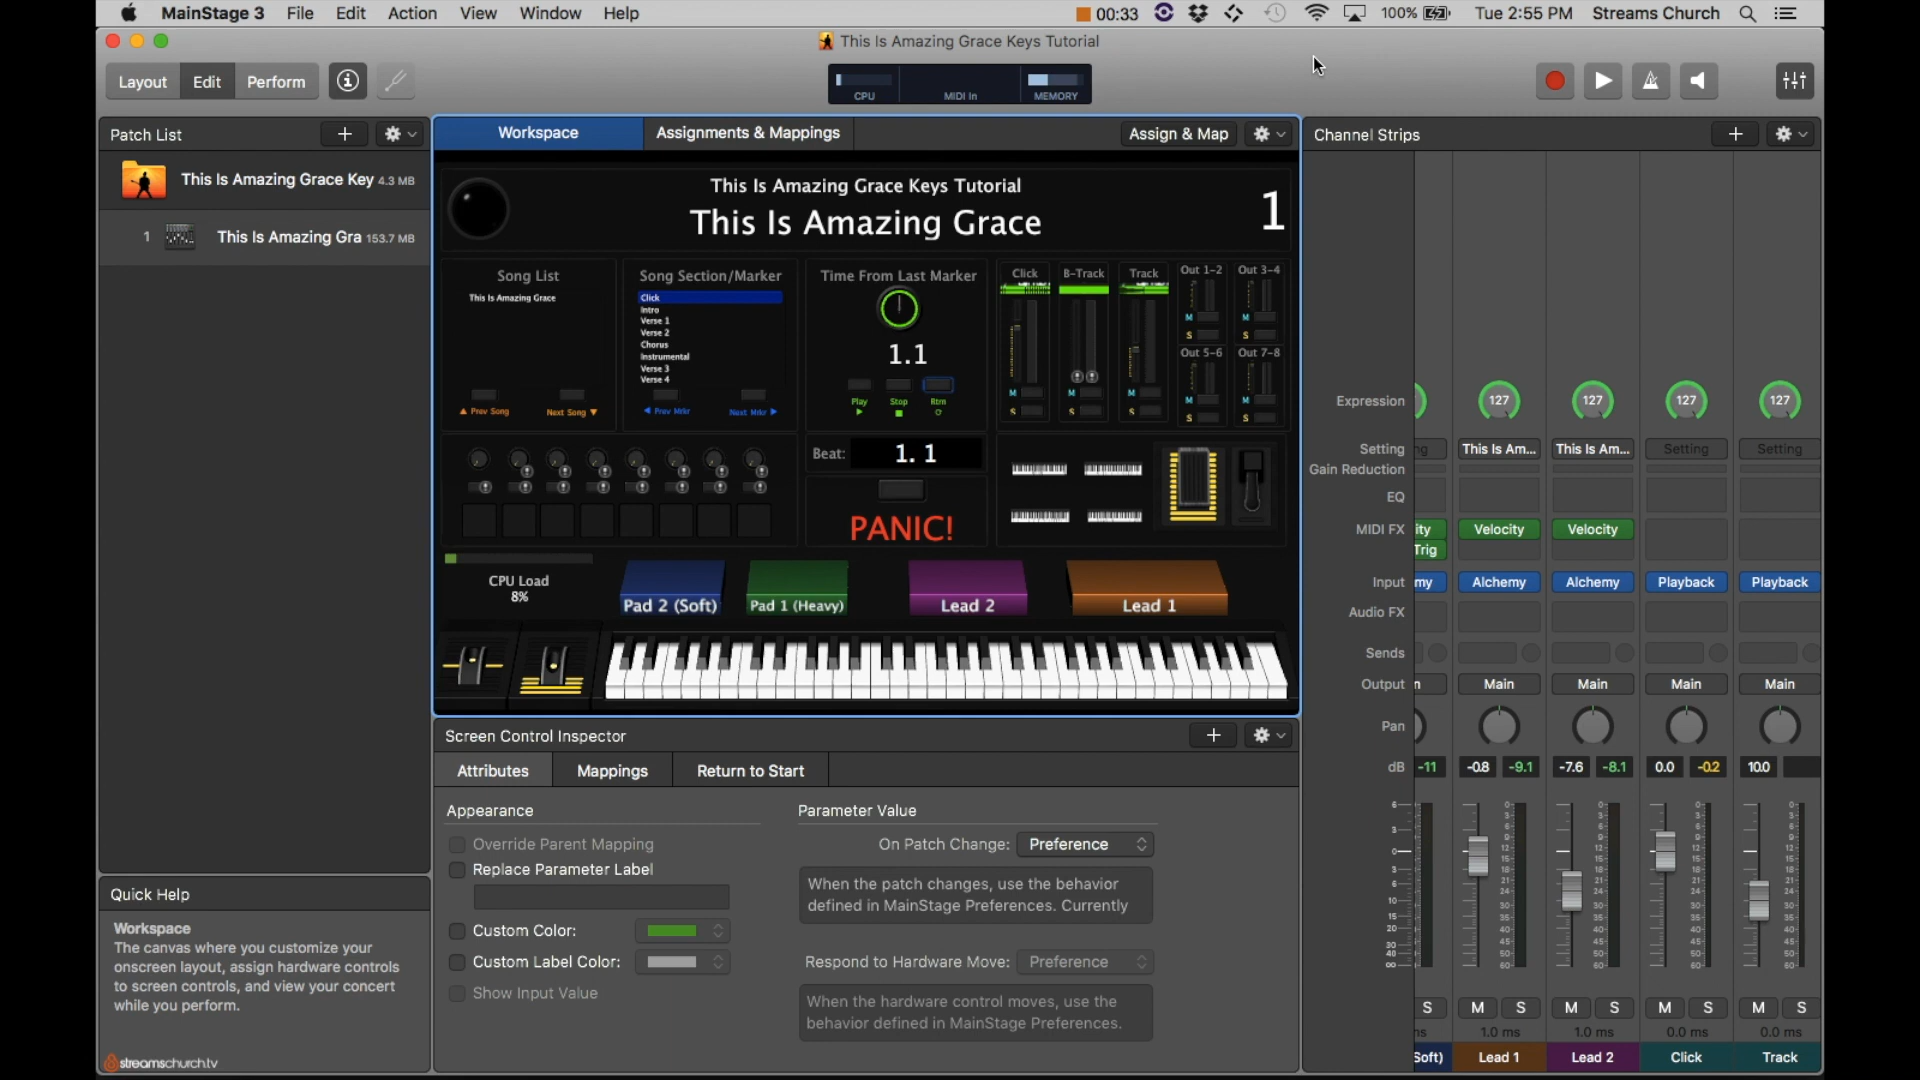 MainStage 3 File Edit Action View Window Help 00:33 100% Tue 2:55 PM Streams Church
This Is Amazing Grace Keys Tutorial
Layout Edit Perform
CPU MIDI In MEMORY
Patch List
This Is Amazing Grace Key 4.3 MB
1 This Is Amazing Gra 153.7 MB
Quick Help
Workspace
The canvas where you customize your
onscreen layout, assign hardware controls
to screen controls, and view your concert
while you perform.
streamschurch.tv
Workspace Assignments & Mappings Assign & Map
This Is Amazing Grace Keys Tutorial
This Is Amazing Grace 1
Song List
This Is Amazing Grace
▲ Prev Song Next Song ▼
Song Section/Marker
Click
Intro
Verse 1
Verse 2
Chorus
Instrumental
Verse 3
Verse 4
◀ Prev Mrkr Next Mkr ▶
Time From Last Marker
1.1
Play Stop Rtrn
Click B-Track Track Out 1-2 Out 3-4
M M
S S
Out 5-6 Out 7-8
M M M M M
S S S
S S
Beat: 1. 1
PANIC!
CPU Load
8%
Pad 2 (Soft) Pad 1 (Heavy) Lead 2 Lead 1
Screen Control Inspector
Attributes Mappings Return to Start
Appearance
Override Parent Mapping
Replace Parameter Label
Custom Color:
Custom Label Color:
Show Input Value
Parameter Value
On Patch Change: Preference
When the patch changes, use the behavior
defined in MainStage Preferences. Currently
Respond to Hardware Move: Preference
When the hardware control moves, use the
behavior defined in MainStage Preferences.
Channel Strips
Expression 127 127 127 127
Setting ng This Is Am... This Is Am... Setting Setting
Gain Reduction
EQ
MIDI FX ity Velocity Velocity
Trig
Input my Alchemy Alchemy Playback Playback
Audio FX
Sends
Output n Main Main Main Main
Pan
dB -11 -0.8 -9.1 -7.6 -8.1 0.0 -0.2 10.0
S M S M S M S M S
ns 1.0 ms 1.0 ms 0.0 ms 0.0 ms
Soft) Lead 1 Lead 2 Click Track